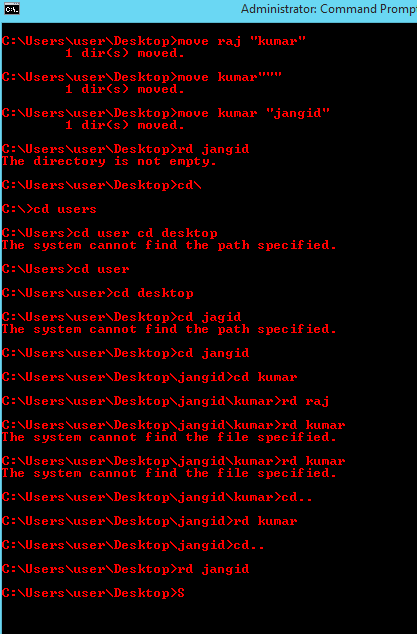 C:\.
Administrator: Command Prompt
C:\Users\user\Desktop>move raj "kumar"
1 dir(s) moved.
C:\Users\user\Desktop>move kumar"""
1 dir(s) moved.
C:\Users\user\Desktop>move kumar "jangid"
1 dir(s) moved.
C:\Users\user\Desktop>rd jangid
The directory is not empty.
C:\Users\user\Desktop>cd\
C:\>cd users
C:\Users>cd user cd desktop
The system cannot find the path specified.
C:\Users>cd user
C:\Users\user>cd desktop
C:\Users\user\Desktop>cd jagid
The system cannot find the path specified.
C:\Users\user\Desktop>cd jangid
C:\Users\user\Desktop\jangid>cd kumar
C:\Users\user\Desktop\jangid\kumar>rd raj
C:\Users\user\Desktop\jangid\kumar>rd kumar
The system cannot find the file specified.
C:\Users\user\Desktop\jangid\kumar>rd kumar
The system cannot find the file specified.
C:\Users\user\Desktop\jangid\kumar>cd..
C:\Users\user\Desktop\jangid>rd kumar
C:\Users\user\Desktop\jangid>cd..
C:\Users\user\Desktop>rd jangid
C:\Users\user\Desktop>S